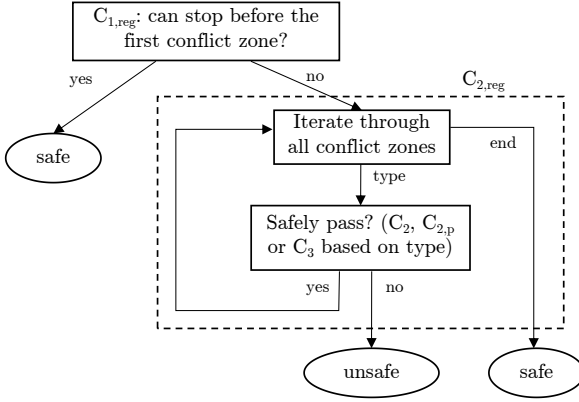 C1,reg: can stop before the
first conflict zone?
yes
no
C2,reg
Iterate through
all conflict zones
end
safe
type
Safely pass? (C2, C2,p
or C3 based on type)
yes
no
unsafe
safe